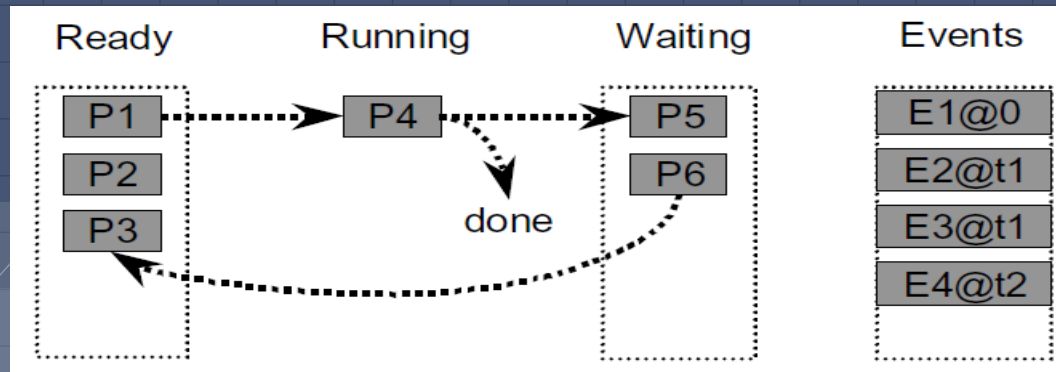 Ready Running Waiting Events
P1 P4 P5 E1@0
P2 P6 E2@t1
P3 done E3@t1
E4@t2